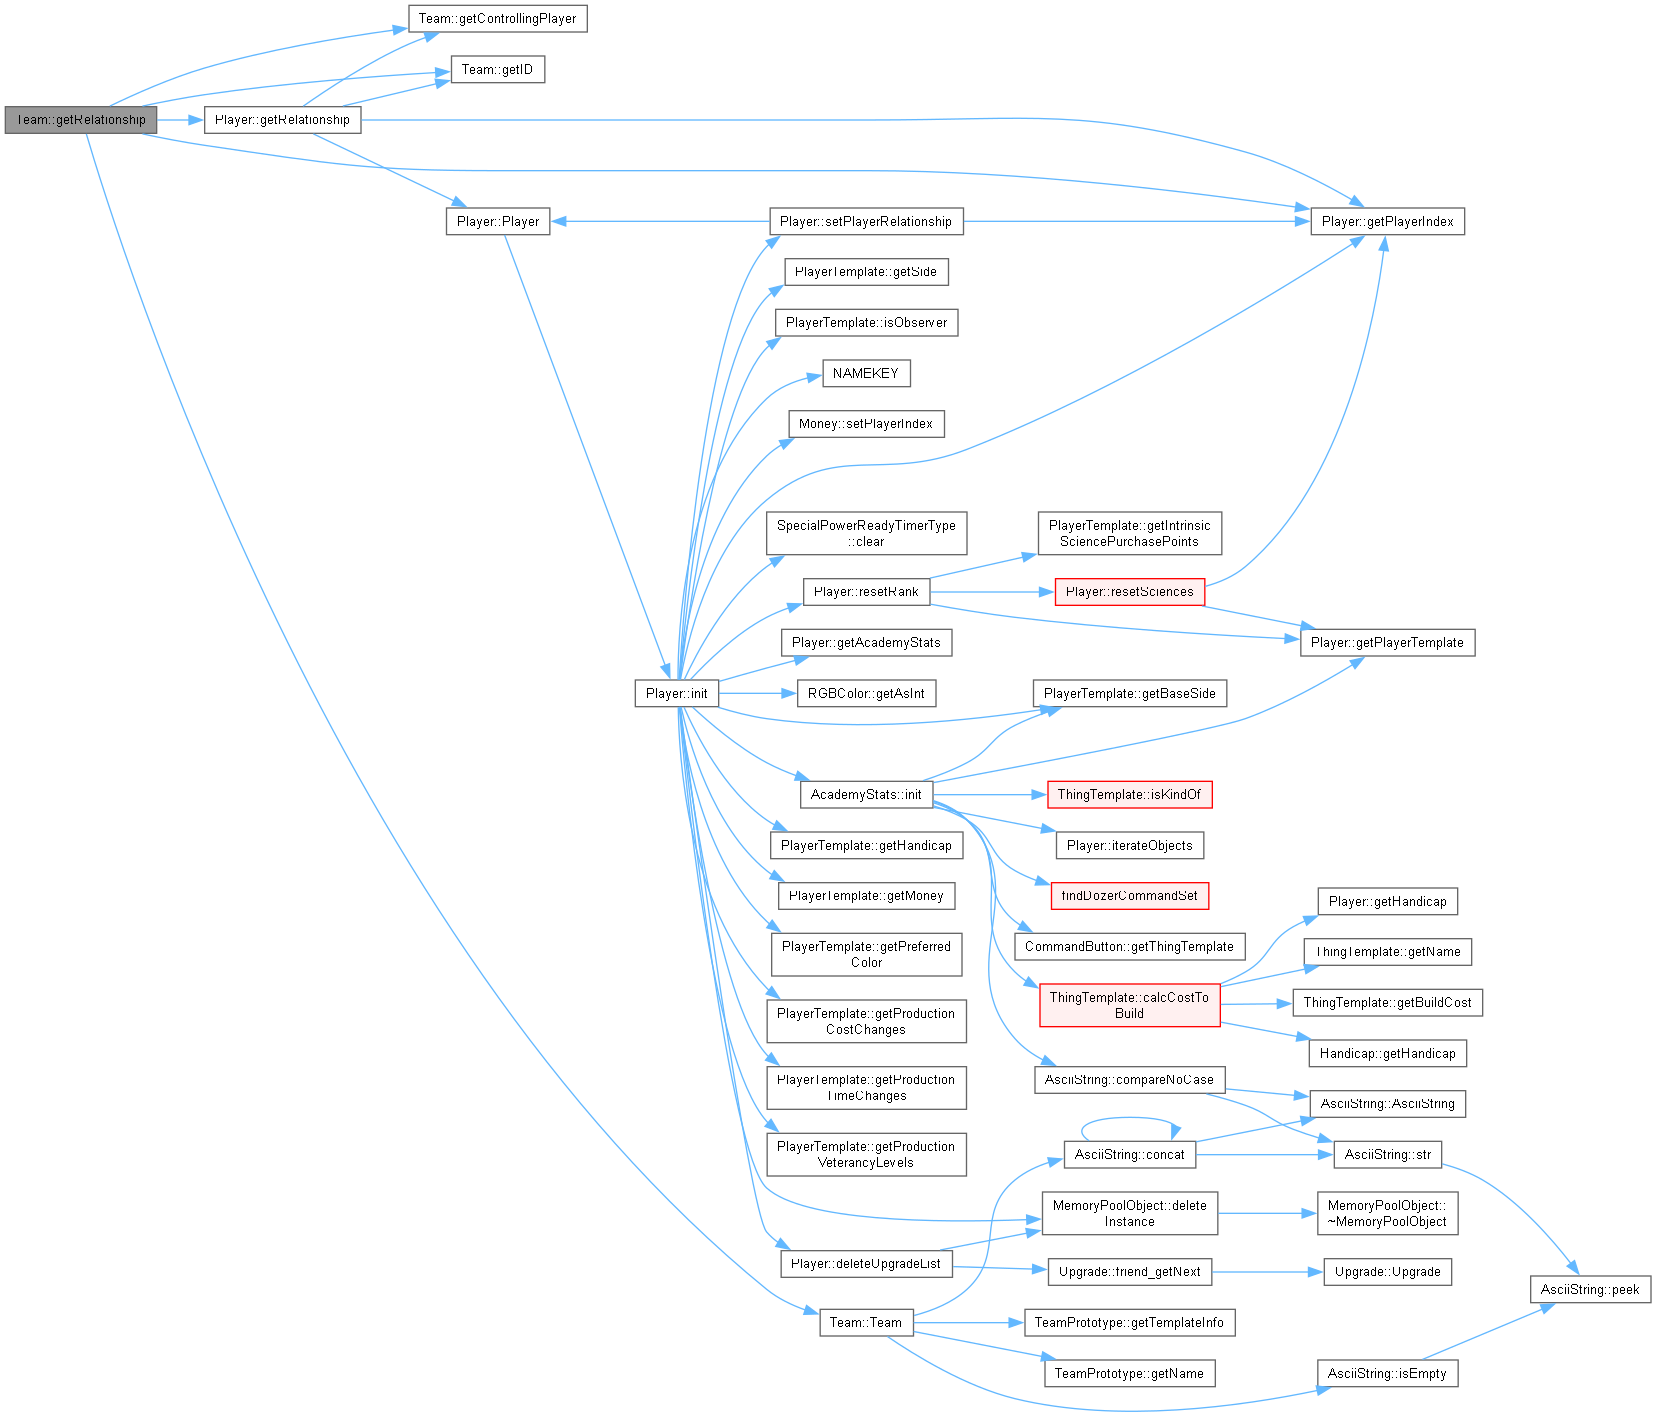 Team::getControllingPlayer
Team::getID
Team::getRelationship
Player::getRelationship
Player::Player
Player::setPlayerRelationship
Player::getPlayerIndex
PlayerTemplate::getSide
PlayerTemplate::isObserver
NAMEKEY
Money::setPlayerIndex
SpecialPowerReadyTimerType
::clear
PlayerTemplate::getIntrinsic
SciencePurchasePoints
Player::resetRank
Player::resetSciences
Player::getAcademyStats
Player::getPlayerTemplate
Player::init
RGBColor::getAsInt
PlayerTemplate::getBaseSide
AcademyStats::init
ThingTemplate::isKindOf
PlayerTemplate::getHandicap
Player::iterateObjects
PlayerTemplate::getMoney
findDozerCommandSet
Player::getHandicap
PlayerTemplate::getPreferred
Color
CommandButton::getThingTemplate
ThingTemplate::getName
PlayerTemplate::getProduction
CostChanges
ThingTemplate::calcCostTo
Build
ThingTemplate::getBuildCost
Handicap::getHandicap
PlayerTemplate::getProduction
TimeChanges
AsciiString::compareNoCase
AsciiString::AsciiString
PlayerTemplate::getProduction
VeterancyLevels
AsciiString::concat
AsciiString::str
MemoryPoolObject::delete
Instance
MemoryPoolObject::
~MemoryPoolObject
Player::deleteUpgradeList
Upgrade::friend_getNext
Upgrade::Upgrade
AsciiString::peek
Team::Team
TeamPrototype::getTemplateInfo
TeamPrototype::getName
AsciiString::isEmpty